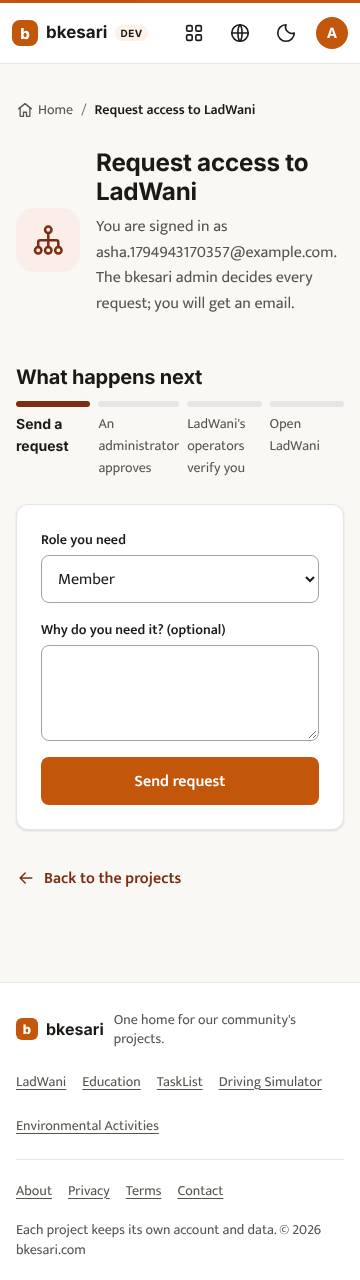 b bkesari DEV A
Home / Request access to LadWani
Request access to
LadWani
You are signed in as
asha.1794943170357@example.com.
The bkesari admin decides every
request; you will get an email.
What happens next
Send a
request
An
administrator
approves
LadWani's
operators
verify you
Open
LadWani
Role you need
Member
Why do you need it? (optional)
Send request
Back to the projects
b bkesari
One home for our community's
projects.
LadWani Education TaskList Driving Simulator
Environmental Activities
About Privacy Terms Contact
Each project keeps its own account and data. © 2026
bkesari.com